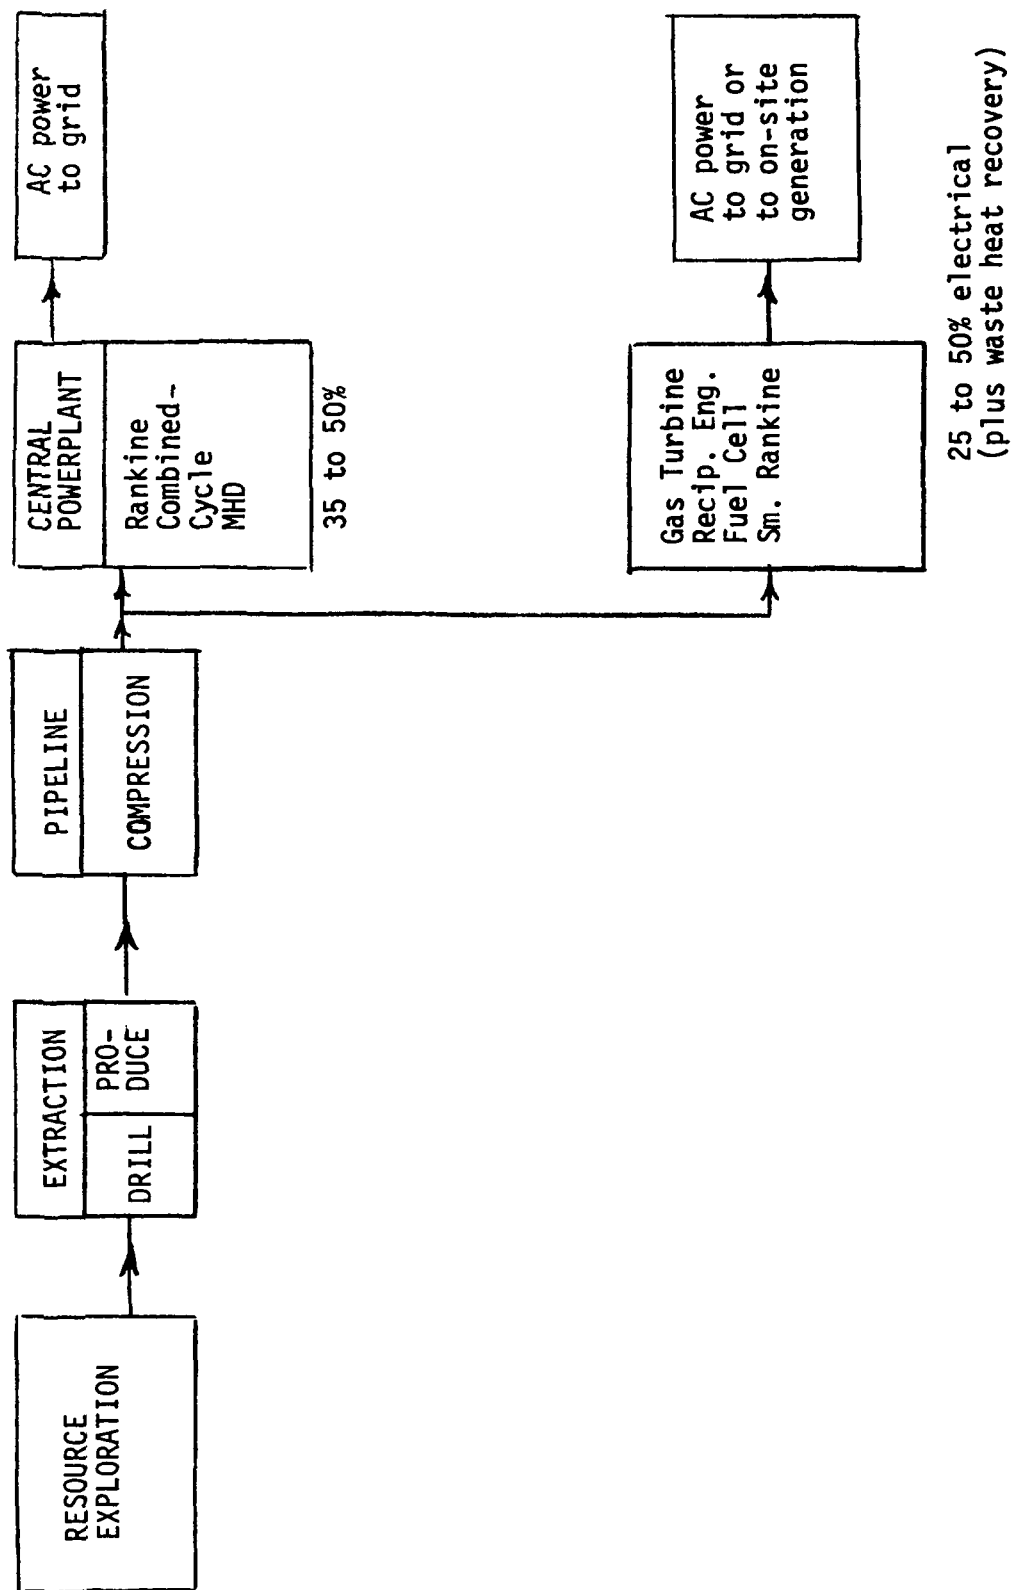 RESOURCE
EXPLORATION
EXTRACTION
DRILL
PRO-
DUCE
PIPELINE
COMPRESSION
CENTRAL
POWERPLANT
Rankine
Combined-
Cycle
MHD
35 to 50%
AC power
to grid
Gas Turbine
Recip. Eng.
Fuel Cell
Sm. Rankine
AC power
to grid or
to on-site
generation
25 to 50% electrical
(plus waste heat recovery)